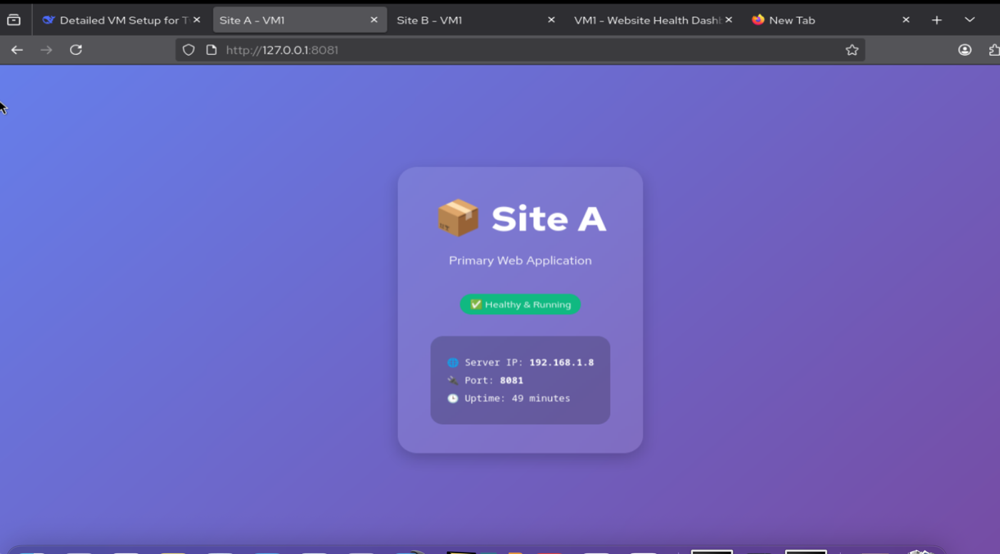 Detailed VM Setup for T
Site A - VM1
Site B - VM1
VM1 - Website Health Dash
New Tab
http://127.0.0.1:8081
📦 Site A
Primary Web Application
✅ Healthy & Running
🌐 Server IP: 192.168.1.8
🔌 Port: 8081
🕒 Uptime: 49 minutes